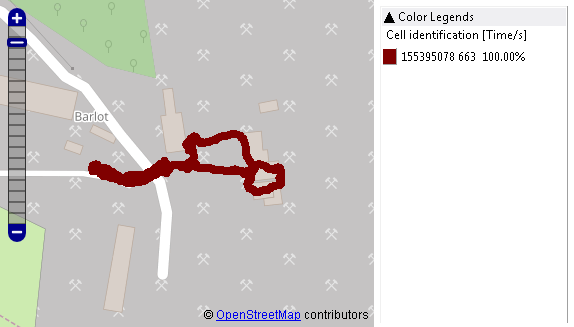 ▲ Color Legends
Cell identification [Time/s]
155395078 663 100.00%
Barlot
© OpenStreetMap contributors